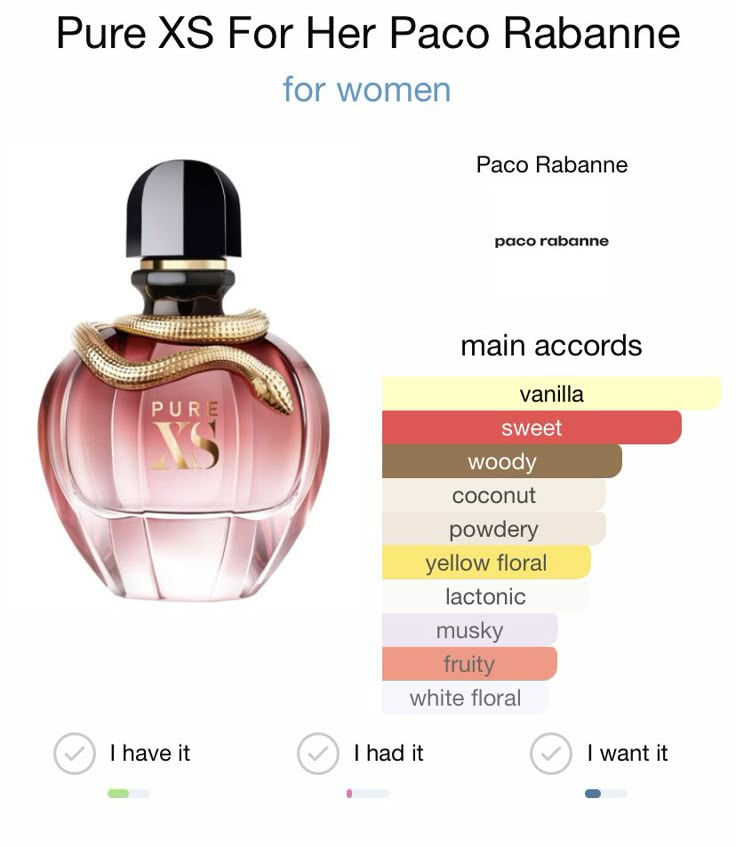 Pure XS For Her Paco Rabanne
for women
Paco Rabanne
paco rabanne
PURE
XS
main accords
vanilla
sweet
woody
coconut
powdery
yellow floral
lactonic
musky
fruity
white floral
I have it
I had it
I want it